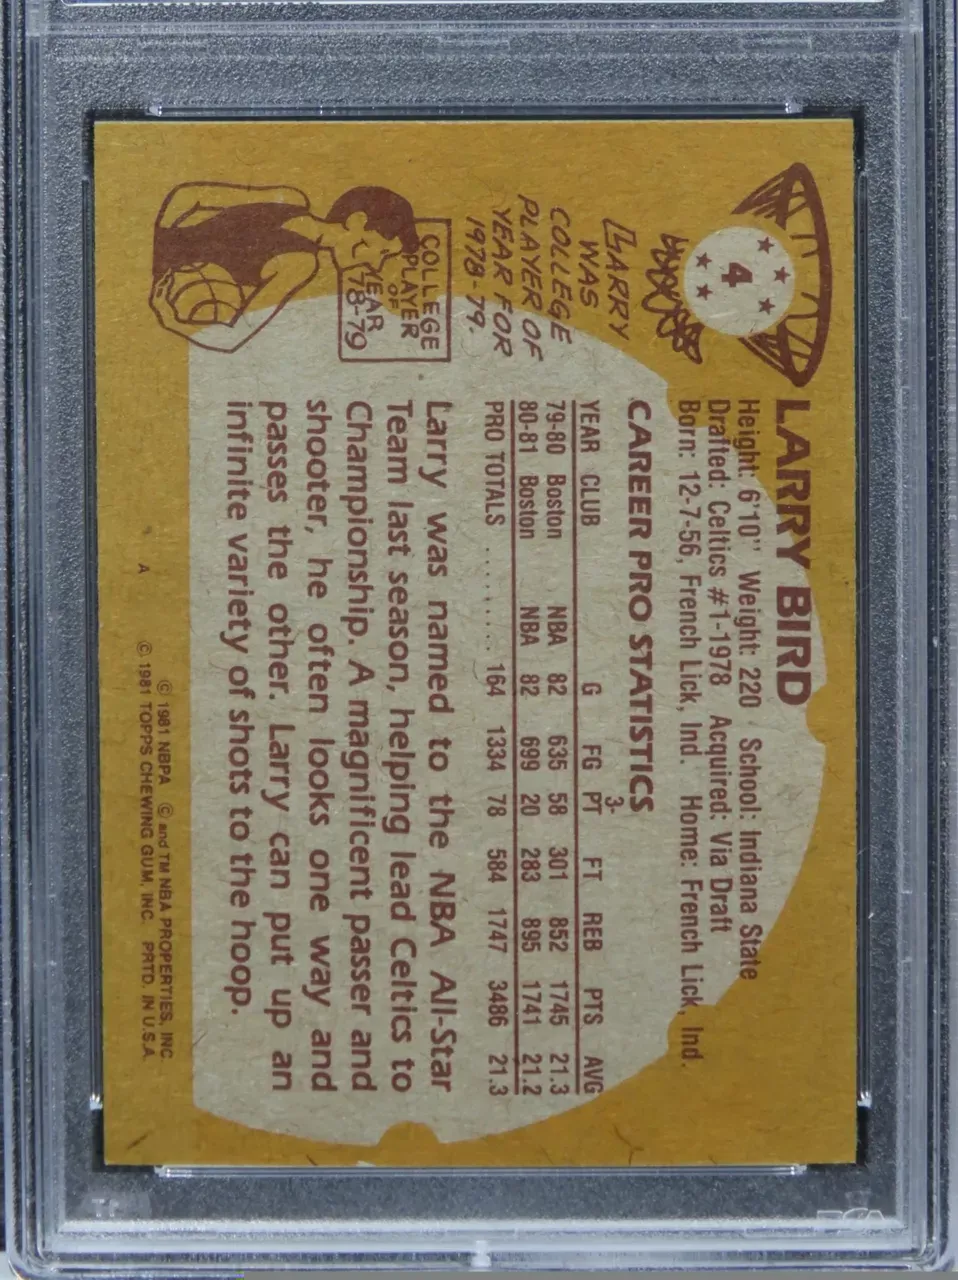 4
LARRY BIRD
Height: 6'10" Weight: 220 School: Indiana State
Drafted: Celtics #1-1978 Acquired: Via Draft
Born: 12-7-56, French Lick, Ind. Home: French Lick, Ind.
LARRY
WAS
COLLEGE
PLAYER OF
YEAR FOR
1978-79.
COLLEGE
PLAYER
OF
YEAR
'78-79
CAREER PRO STATISTICS
3-
YEAR CLUB G FG PT FT REB PTS AVG
79-80 Boston NBA 82 635 58 301 852 1745 21.3
80-81 Boston NBA 82 699 20 283 895 1741 21.2
PRO TOTALS ........ 164 1334 78 584 1747 3486 21.3
Larry was named to the NBA All-Star
Team last season, helping lead Celtics to
Championship. A magnificent passer and
shooter, he often looks one way and
passes the other. Larry can put up an
infinite variety of shots to the hoop.
© 1981 NBPA © and TM NBA PROPERTIES, INC
A © 1981 TOPPS CHEWING GUM, INC. PRTD. IN U.S.A.
PSA